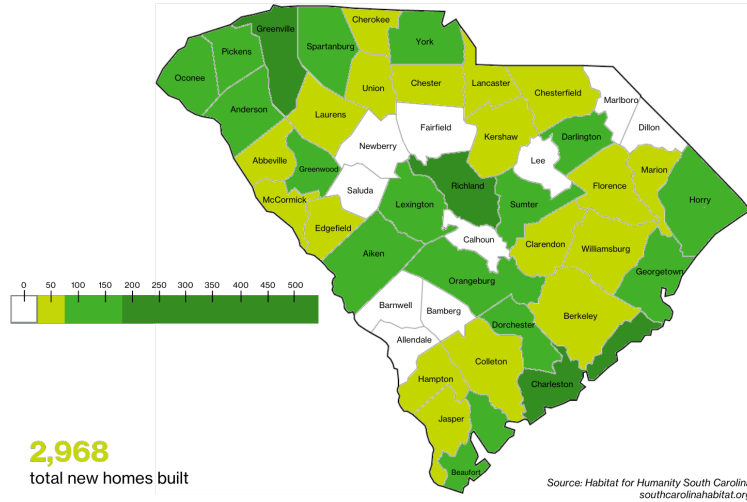 Cherokee
Greenville
York
Spartanburg
Pickens
Oconee
Union
Chester
Lancaster
Chesterfield
Marlboro
Anderson
Laurens
Dillon
Fairfield
Kershaw
Darlington
Newberry
Abbeville
Lee
Greenwood
Marion
Richland
Florence
Saluda
McCormick
Lexington
Sumter
Horry
Edgefield
Calhoun
Clarendon
Williamsburg
Aiken
Georgetown
Orangeburg
0 50 100 150 200 250 300 350 400 450 500
Barnwell
Bamberg
Berkeley
Dorchester
Allendale
Colleton
Hampton
Charleston
Jasper
2,968
total new homes built
Beaufort
Source: Habitat for Humanity South Carolin
southcarolinahabitat.or